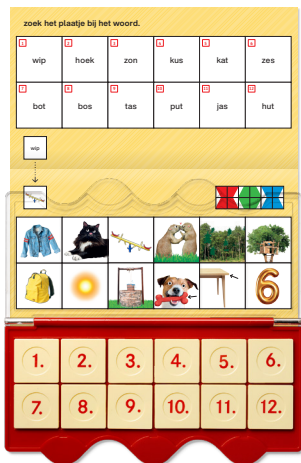 zoek het plaatje bij het woord.
1 2 3 4 5 6
wip hoek zon kus kat zes
7 8 9 10 11 12
bot bos tas put jas hut
wip
1. 2. 3. 4. 5. 6.
7. 8. 9. 10. 11. 12.